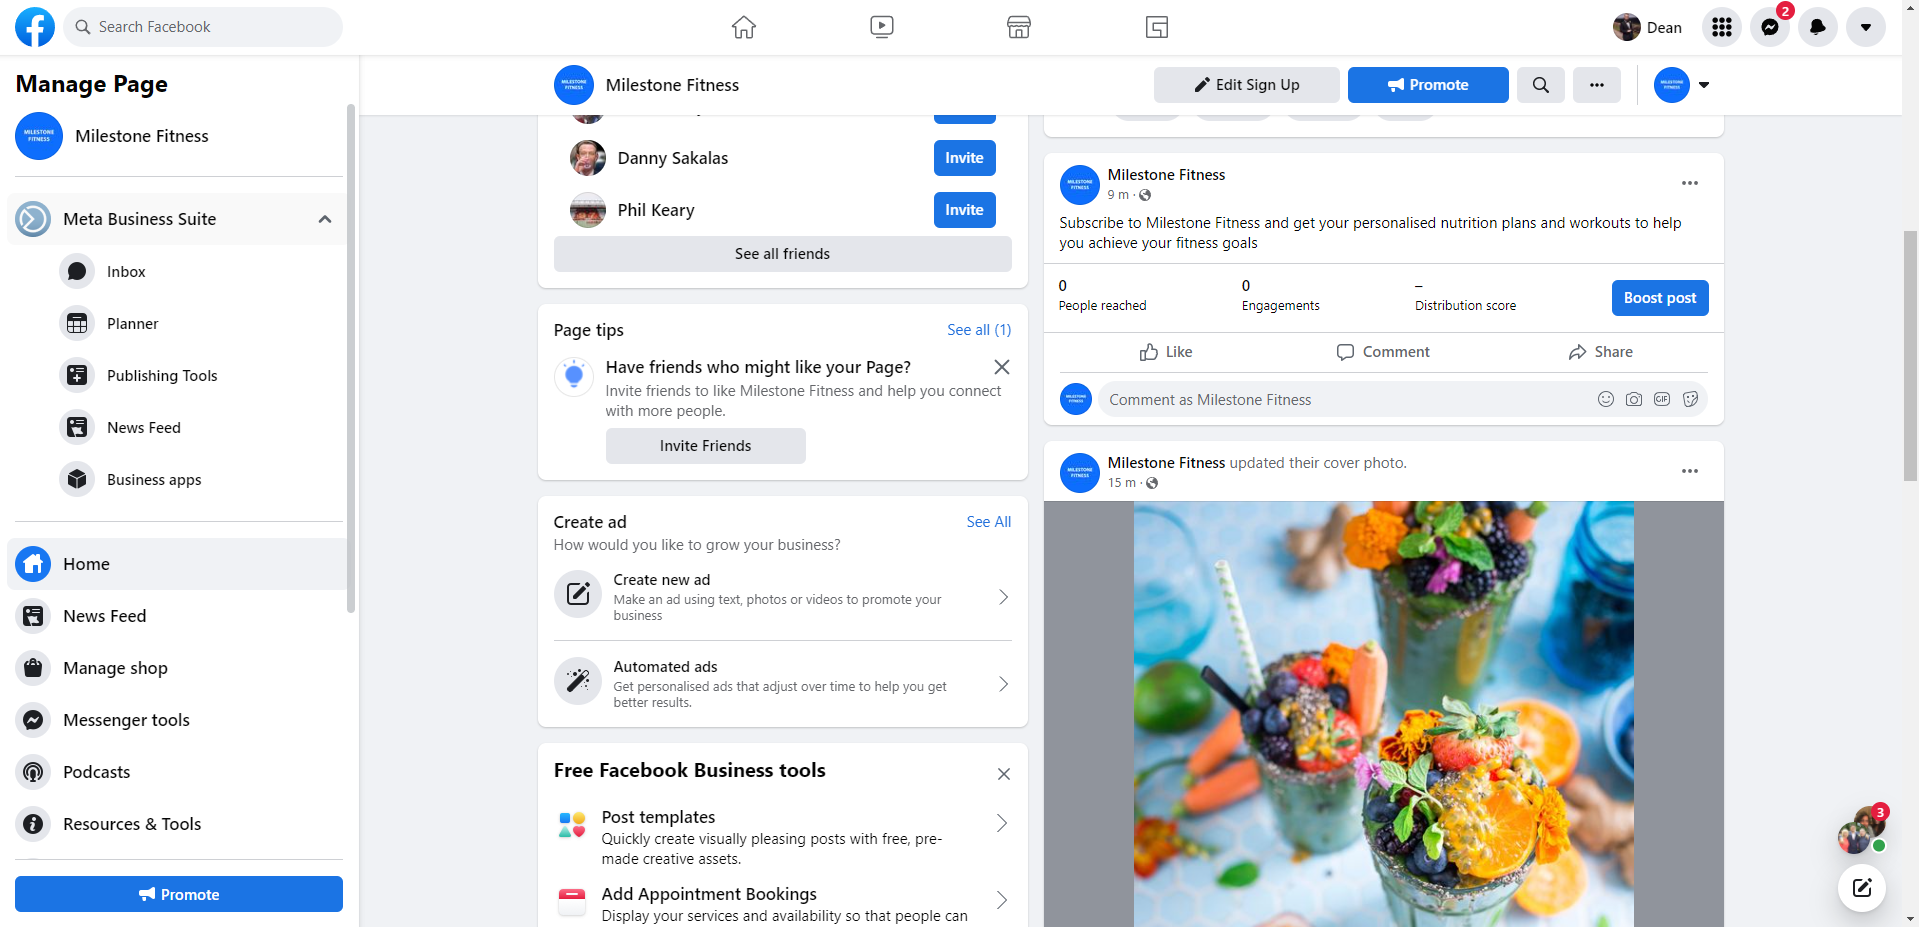 Search Facebook
Dean
2
Manage Page
Milestone Fitness
Meta Business Suite
Inbox
Planner
Publishing Tools
News Feed
Business apps
Home
News Feed
Manage shop
Messenger tools
Podcasts
Resources & Tools
Promote
MILESTONE
FITNESS
Milestone Fitness
Edit Sign Up
Promote
Danny Sakalas
Invite
Phil Keary
Invite
See all friends
Page tips
See all (1)
Have friends who might like your Page?
Invite friends to like Milestone Fitness and help you connect
with more people.
Invite Friends
Create ad
See All
How would you like to grow your business?
Create new ad
Make an ad using text, photos or videos to promote your
business
Automated ads
Get personalised ads that adjust over time to help you get
better results.
Free Facebook Business tools
Post templates
Quickly create visually pleasing posts with free, pre-
made creative assets.
Add Appointment Bookings
Display your services and availability so that people can
Milestone Fitness
9 m ·
Subscribe to Milestone Fitness and get your personalised nutrition plans and workouts to help
you achieve your fitness goals
0
People reached
0
Engagements
–
Distribution score
Boost post
Like
Comment
Share
Comment as Milestone Fitness
GIF
Milestone Fitness updated their cover photo.
15 m ·
3